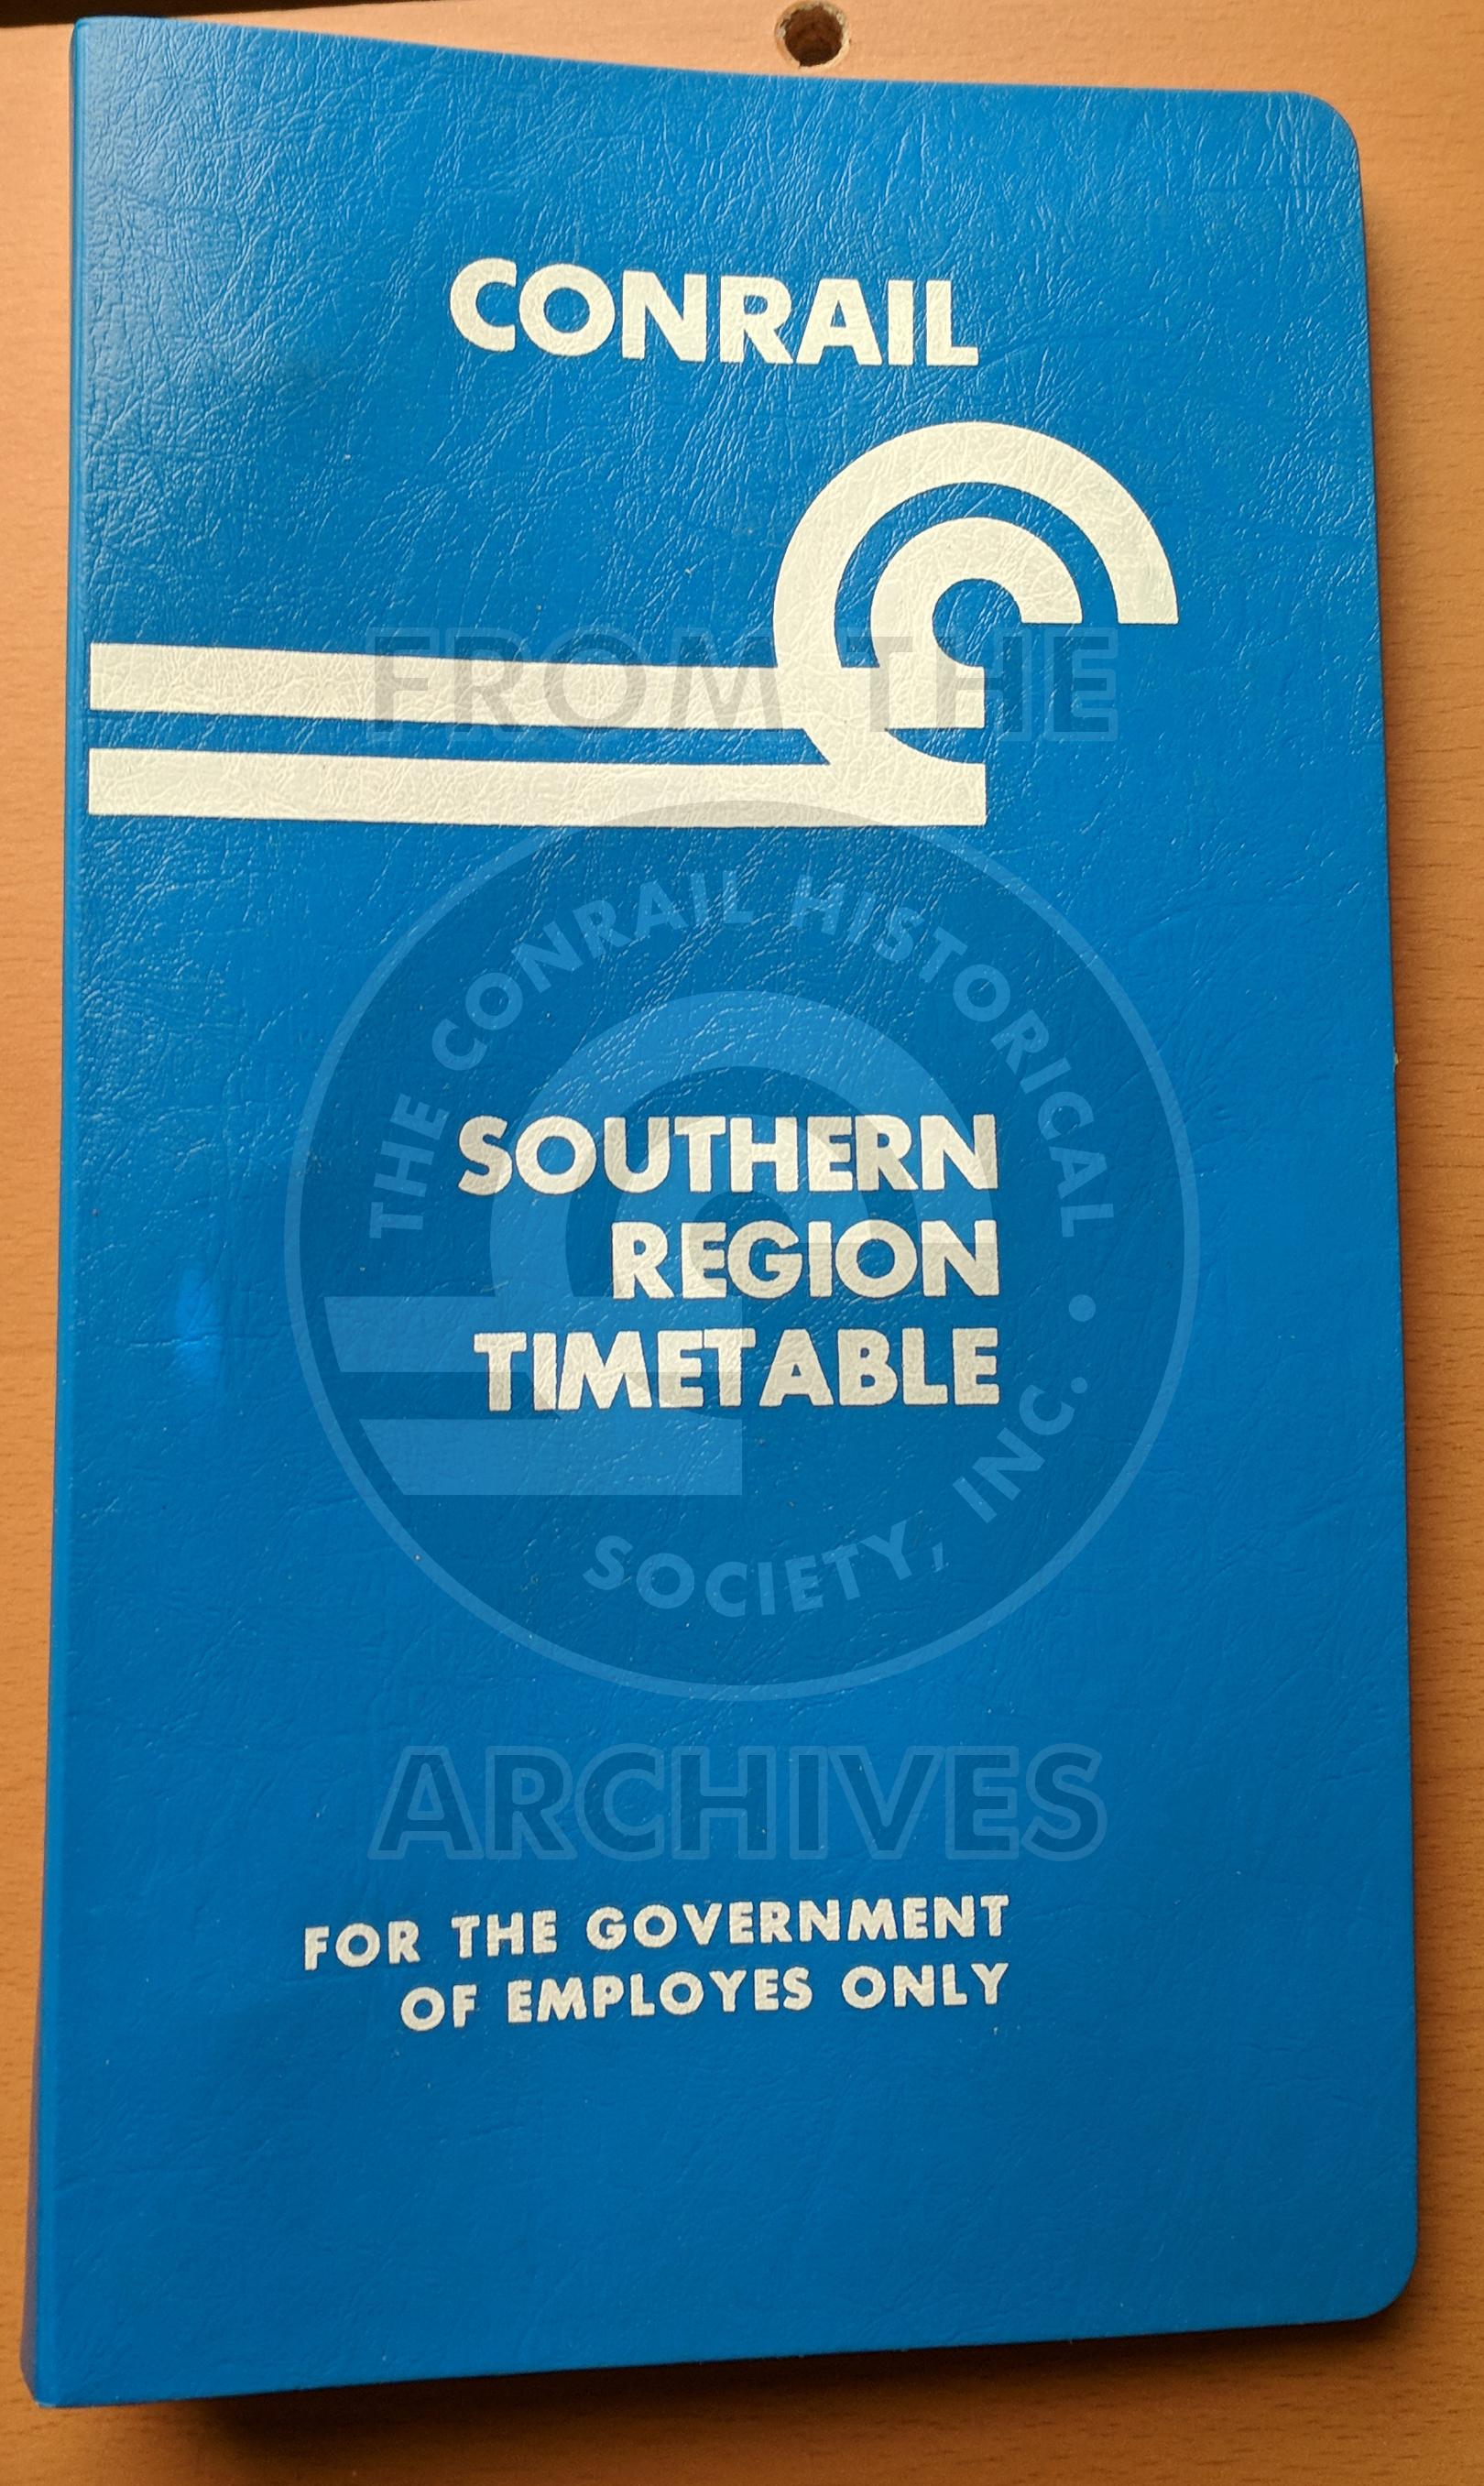 CONRAIL
FROM THE
THE CONRAIL HISTORICAL
SOUTHERN
REGION
TIMETABLE
SOCIETY, INC.
ARCHIVES
FOR THE GOVERNMENT
OF EMPLOYES ONLY